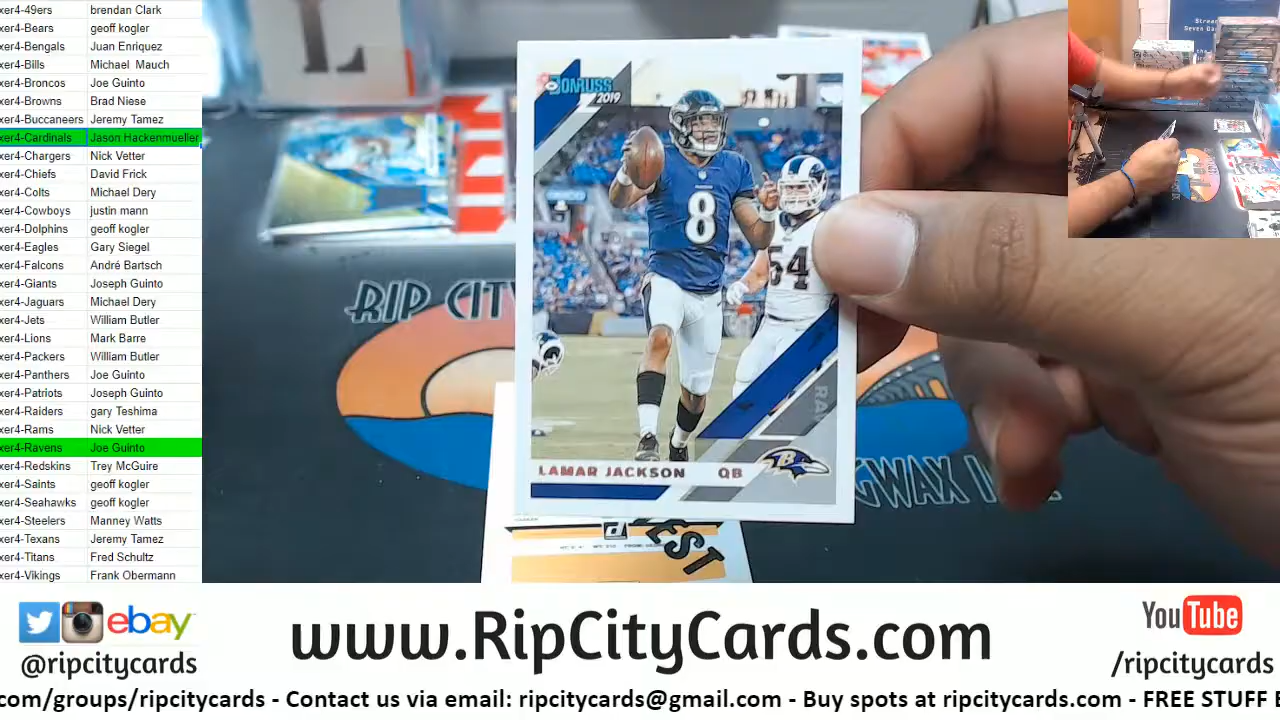 xer4-49ers brendan Clark
xer4-Bears geoff kogler
xer4-Bengals Juan Enriquez
xer4-Bills Michael Mauch
xer4-Broncos Joe Guinto
xer4-Browns Brad Niese
xer4-Buccaneers Jeremy Tamez
xer4-Cardinals Jason Hackenmueller
xer4-Chargers Nick Vetter
xer4-Chiefs David Frick
xer4-Colts Michael Dery
xer4-Cowboys justin mann
xer4-Dolphins geoff kogler
xer4-Eagles Gary Siegel
xer4-Falcons André Bartsch
xer4-Giants Joseph Guinto
xer4-Jaguars Michael Dery
xer4-Jets William Butler
xer4-Lions Mark Barre
xer4-Packers William Butler
xer4-Panthers Joe Guinto
xer4-Patriots Joseph Guinto
xer4-Raiders gary Teshima
xer4-Rams Nick Vetter
xer4-Ravens Joe Guinto
xer4-Redskins Trey McGuire
xer4-Saints geoff kogler
xer4-Seahawks geoff kogler
xer4-Steelers Manney Watts
xer4-Texans Jeremy Tamez
xer4-Titans Fred Schultz
xer4-Vikings Frank Obermann
DONRUSS
2019
8
54
RA
LAMAR JACKSON QB
B
RIP CIT
GWAX
EST
ebay
@ripcitycards
www.RipCityCards.com
YouTube
/ripcitycards
com/groups/ripcitycards - Contact us via email: ripcitycards@gmail.com - Buy spots at ripcitycards.com - FREE STUFF E